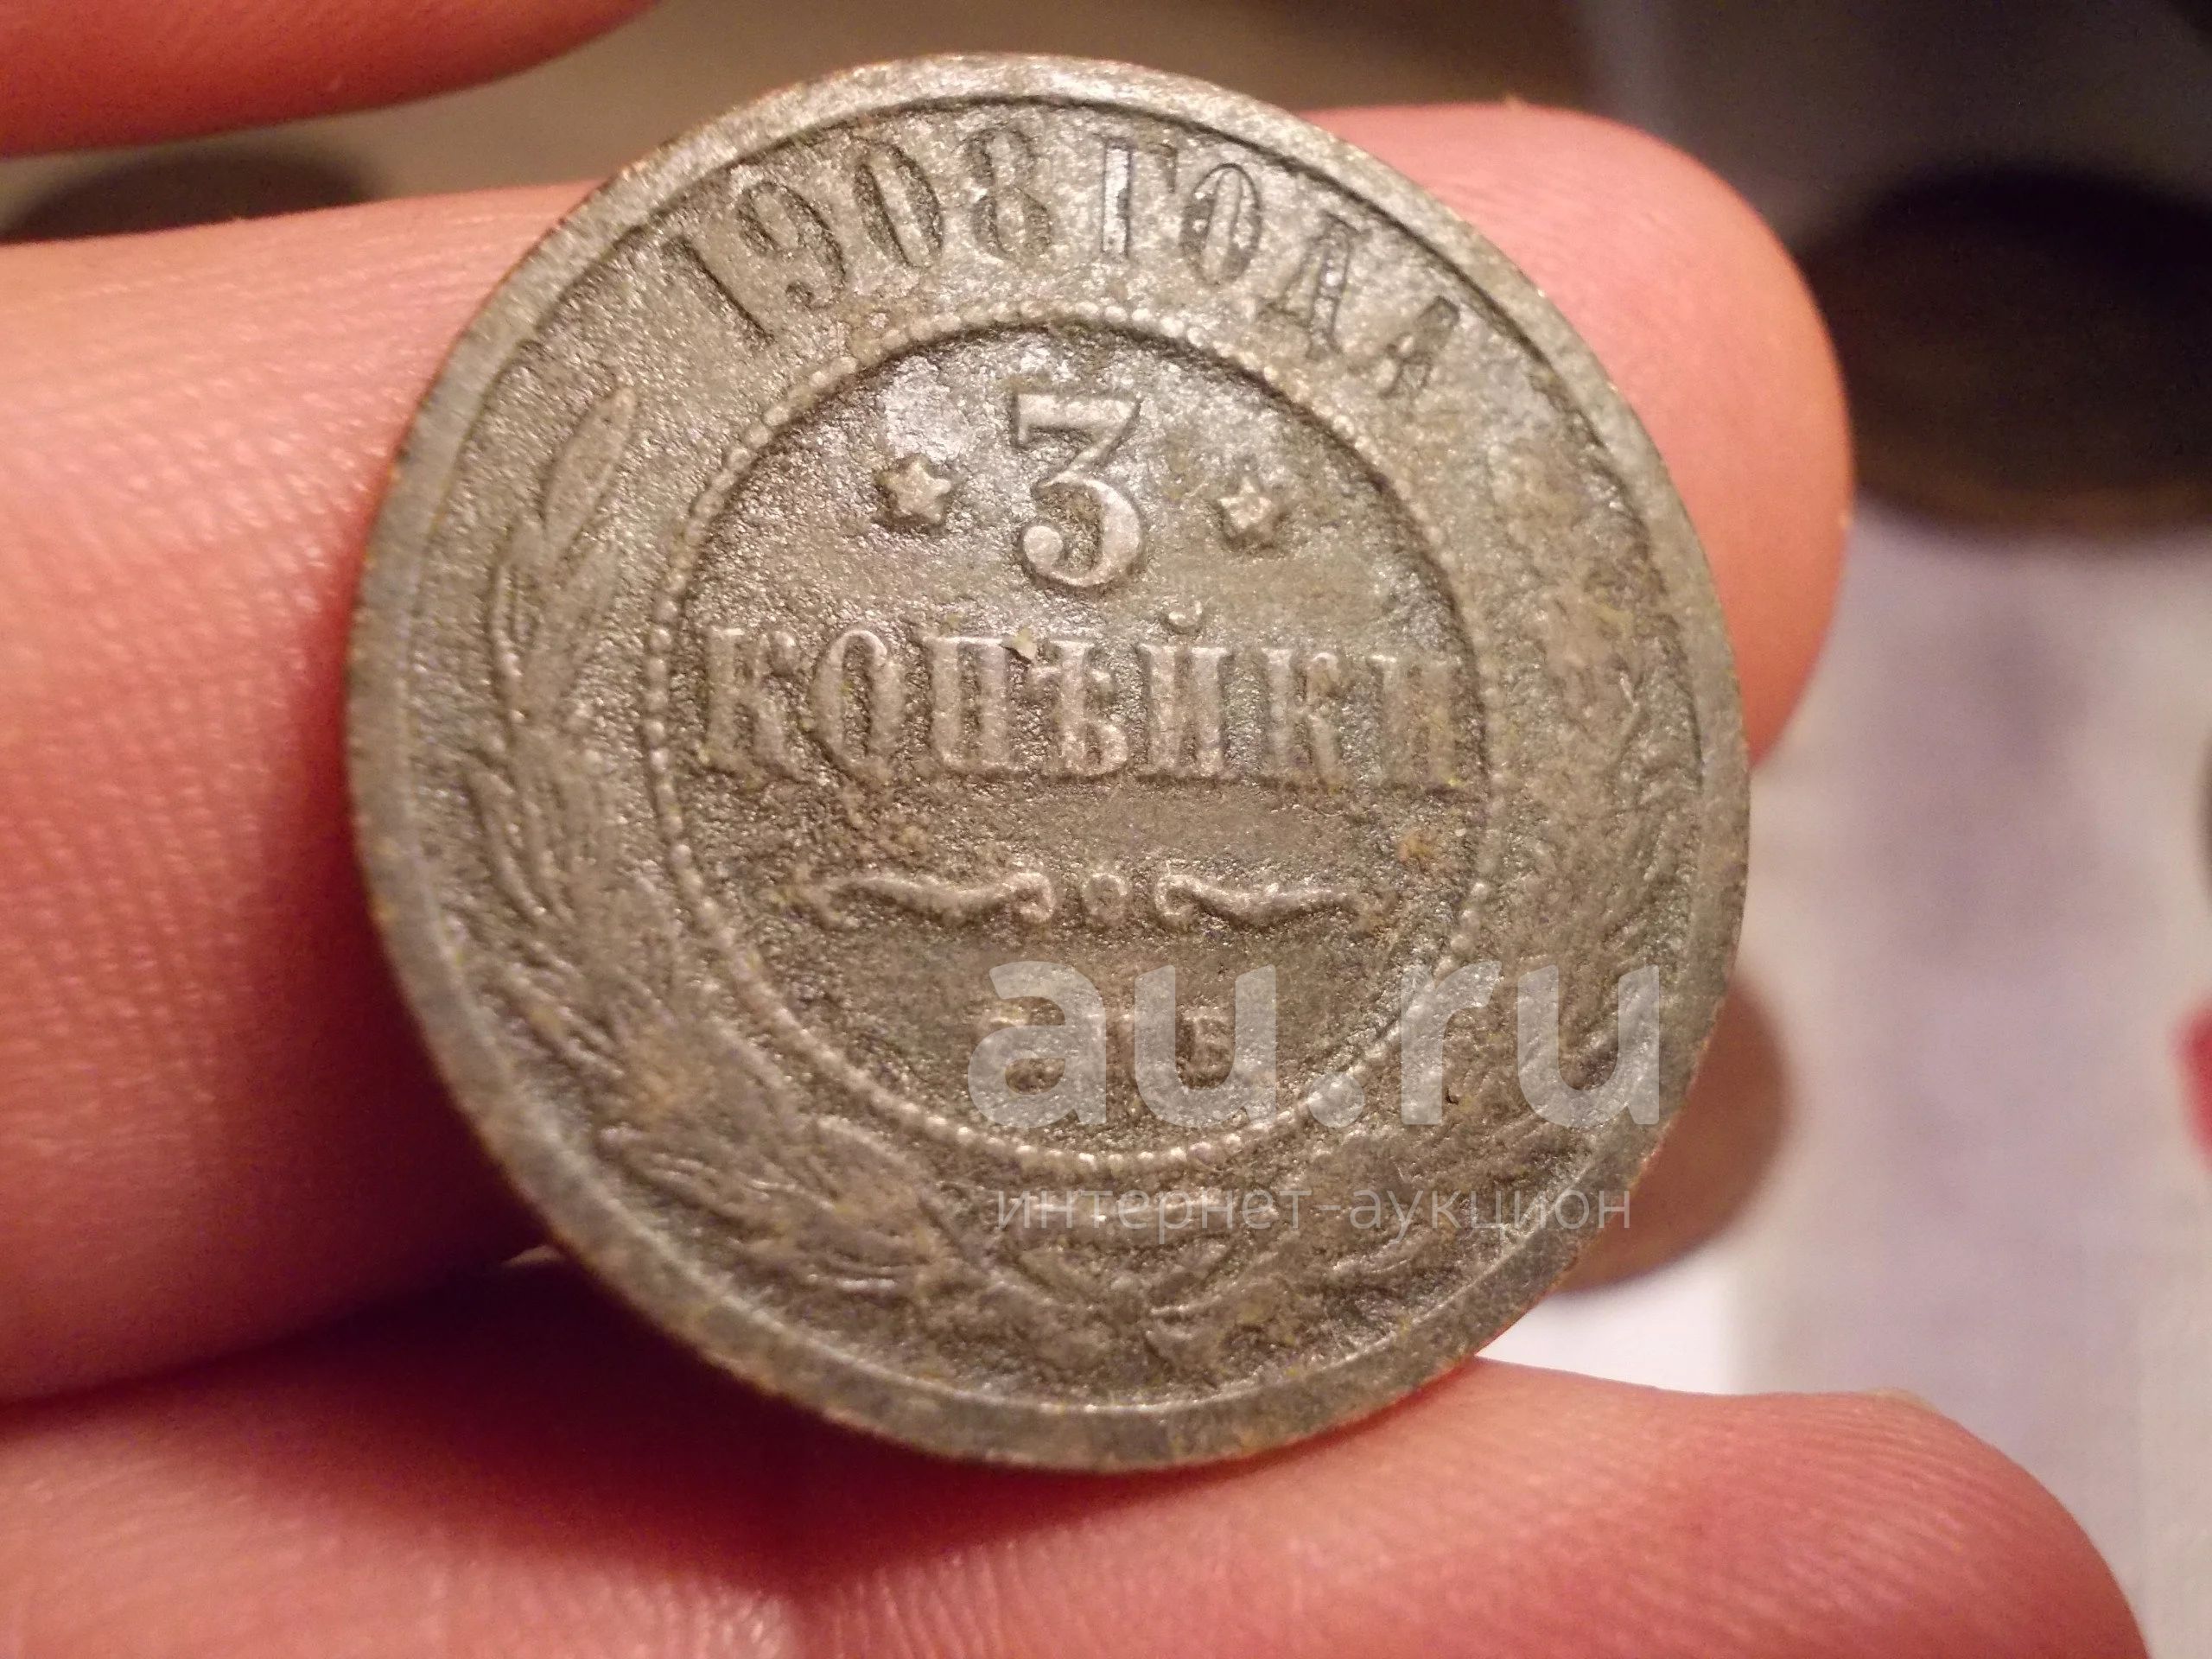 1908 ГОДА
3
КОПѢЙКИ
С.П.Б.
au.ru
интернет-аукцион